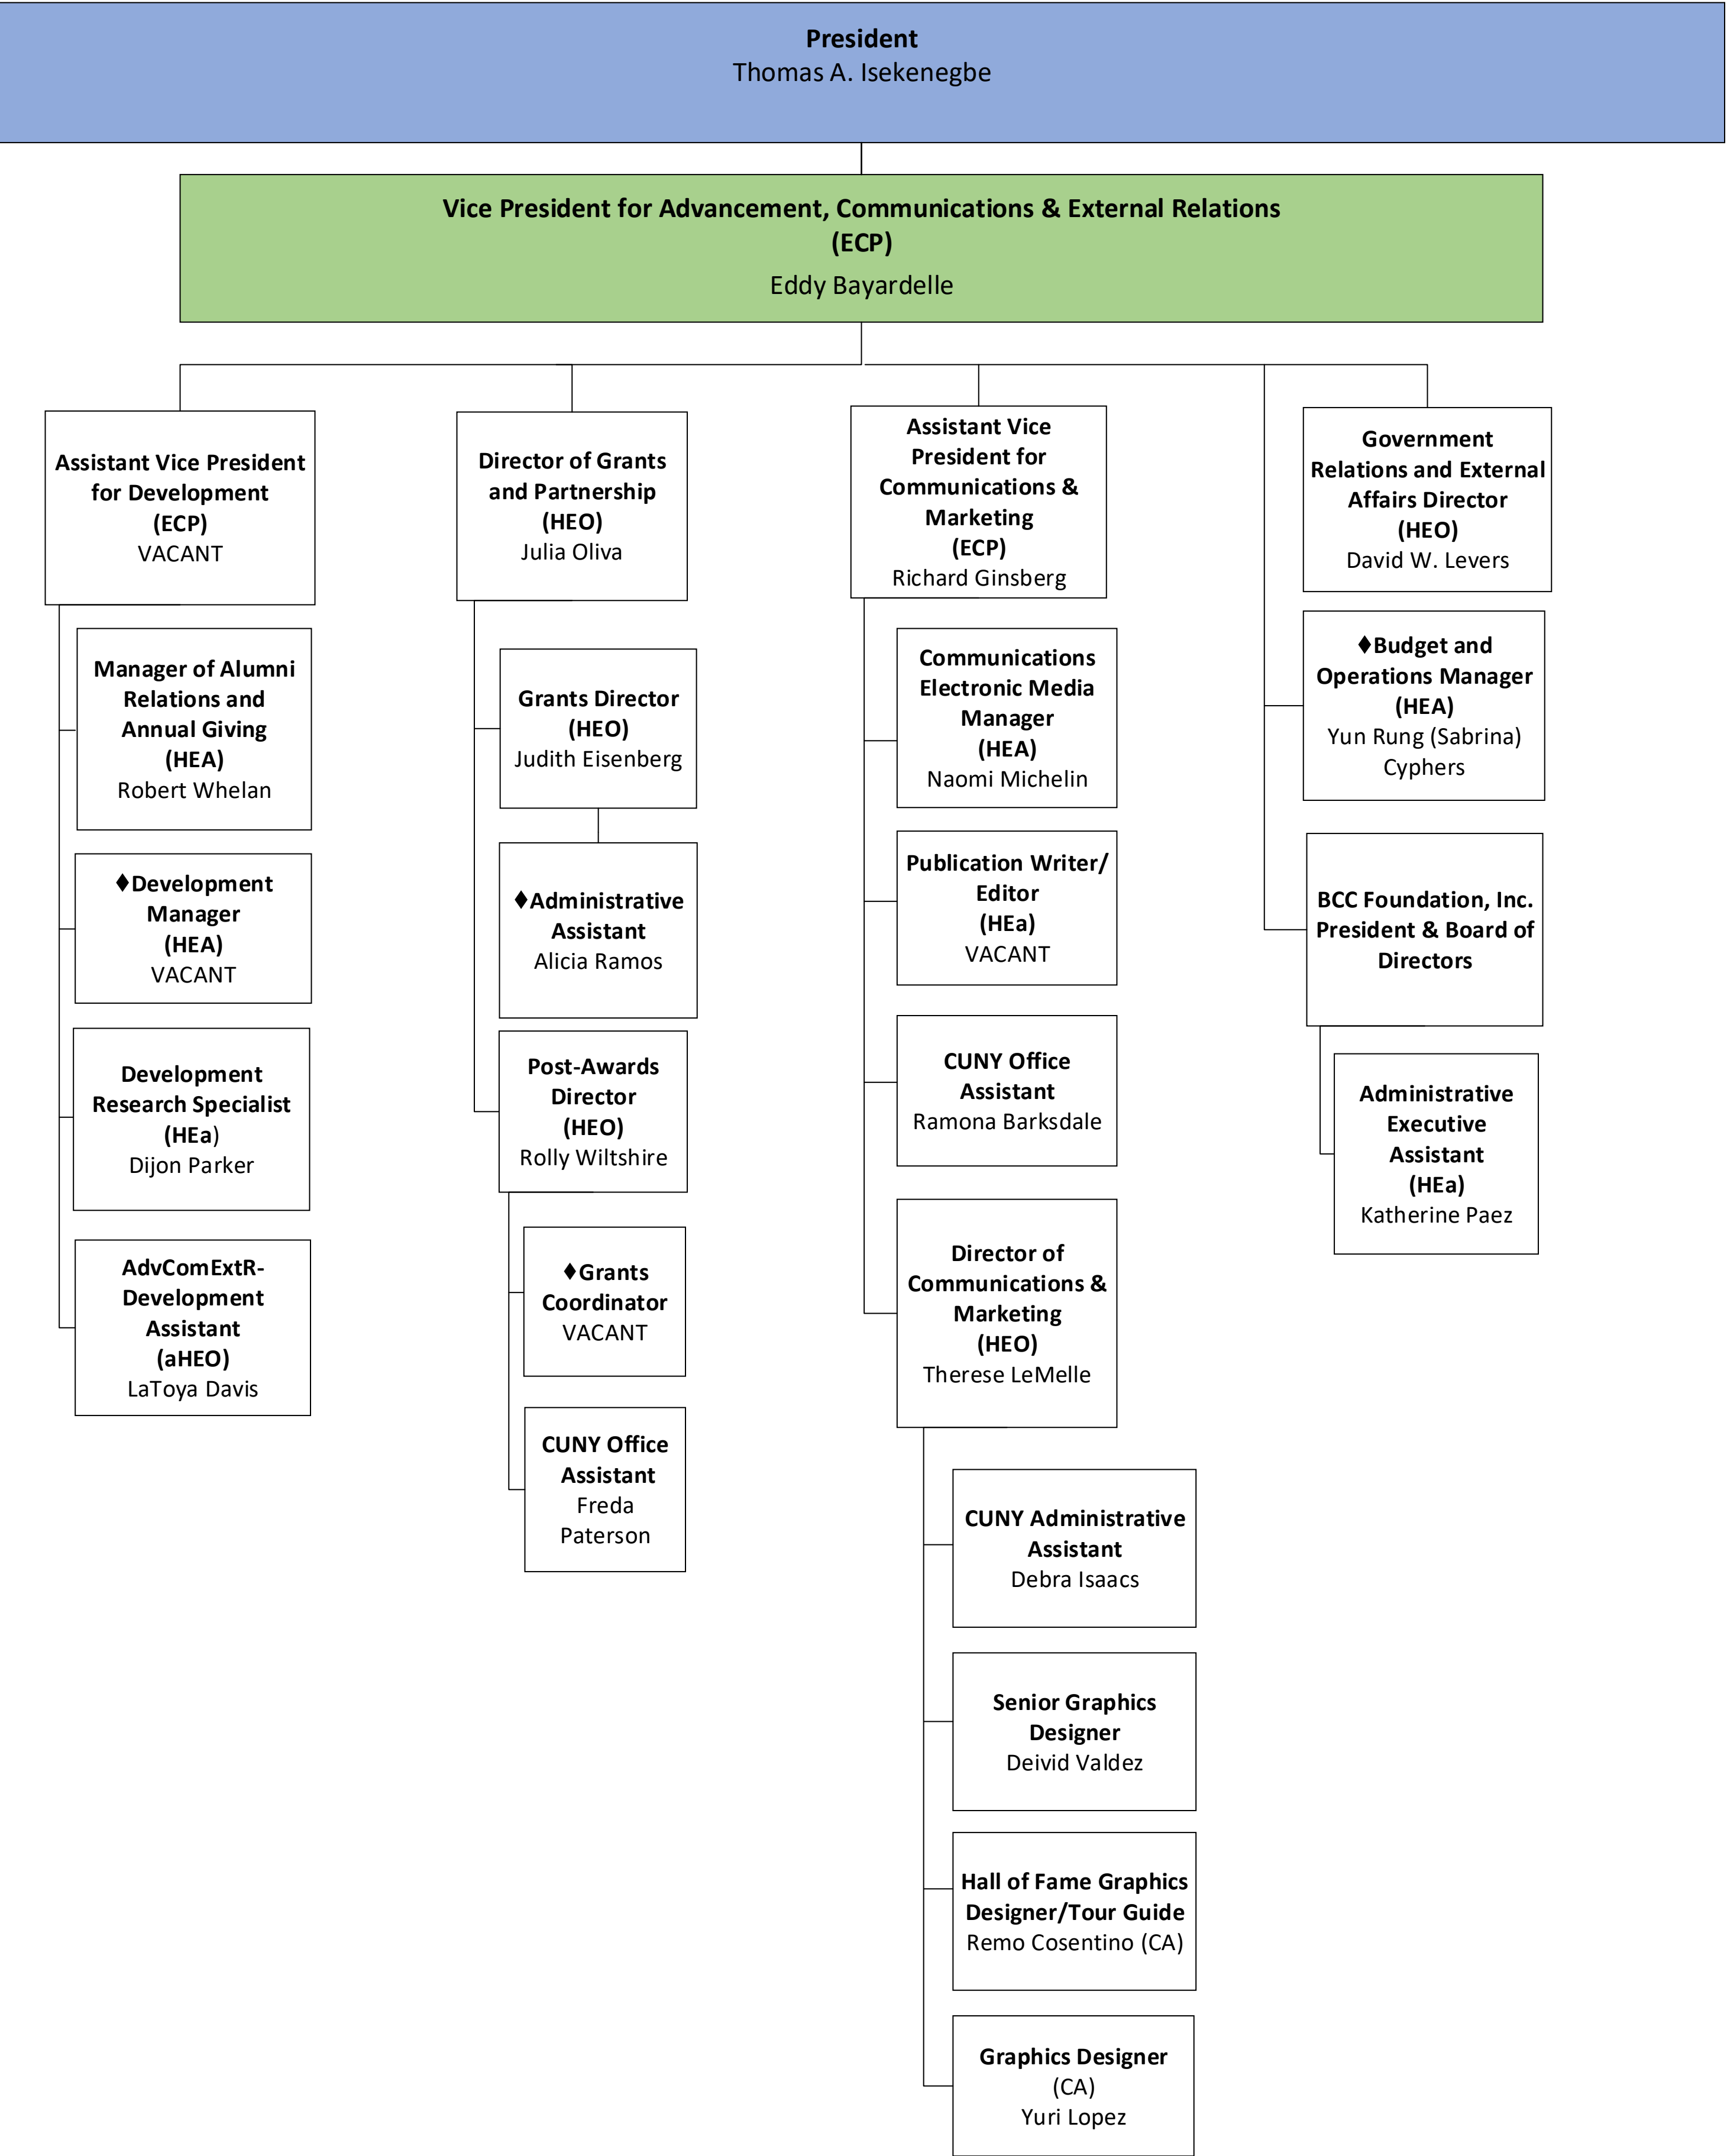 President
Thomas A. Isekenegbe
Vice President for Advancement, Communications & External Relations
(ECP)
Eddy Bayardelle
Assistant Vice President
for Development
(ECP)
VACANT
Manager of Alumni
Relations and
Annual Giving
(HEA)
Robert Whelan
♦Development
Manager
(HEA)
VACANT
Development
Research Specialist
(HEa)
Dijon Parker
AdvComExtR-
Development
Assistant
(aHEO)
LaToya Davis
Director of Grants
and Partnership
(HEO)
Julia Oliva
Grants Director
(HEO)
Judith Eisenberg
♦Administrative
Assistant
Alicia Ramos
Post-Awards
Director
(HEO)
Rolly Wiltshire
♦Grants
Coordinator
VACANT
CUNY Office
Assistant
Freda
Paterson
Assistant Vice
President for
Communications &
Marketing
(ECP)
Richard Ginsberg
Communications
Electronic Media
Manager
(HEA)
Naomi Michelin
Publication Writer/
Editor
(HEa)
VACANT
CUNY Office
Assistant
Ramona Barksdale
Director of
Communications &
Marketing
(HEO)
Therese LeMelle
CUNY Administrative
Assistant
Debra Isaacs
Senior Graphics
Designer
Deivid Valdez
Hall of Fame Graphics
Designer/Tour Guide
Remo Cosentino (CA)
Graphics Designer
(CA)
Yuri Lopez
Government
Relations and External
Affairs Director
(HEO)
David W. Levers
♦Budget and
Operations Manager
(HEA)
Yun Rung (Sabrina)
Cyphers
BCC Foundation, Inc.
President & Board of
Directors
Administrative
Executive
Assistant
(HEa)
Katherine Paez